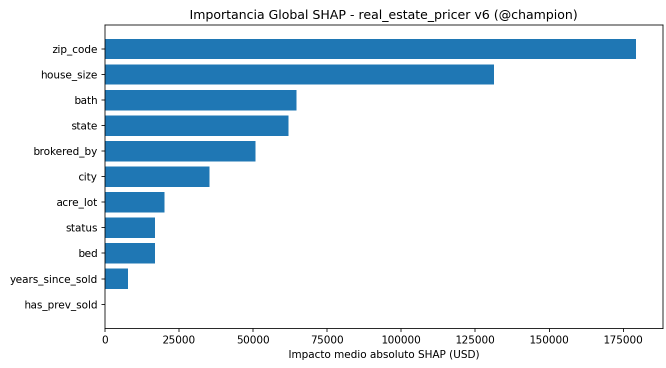 Importancia Global SHAP - real_estate_pricer v6 (@champion)
zip_code
house_size
bath
state
brokered_by
city
acre_lot
status
bed
years_since_sold
has_prev_sold
0 25000 50000 75000 100000 125000 150000 175000
Impacto medio absoluto SHAP (USD)